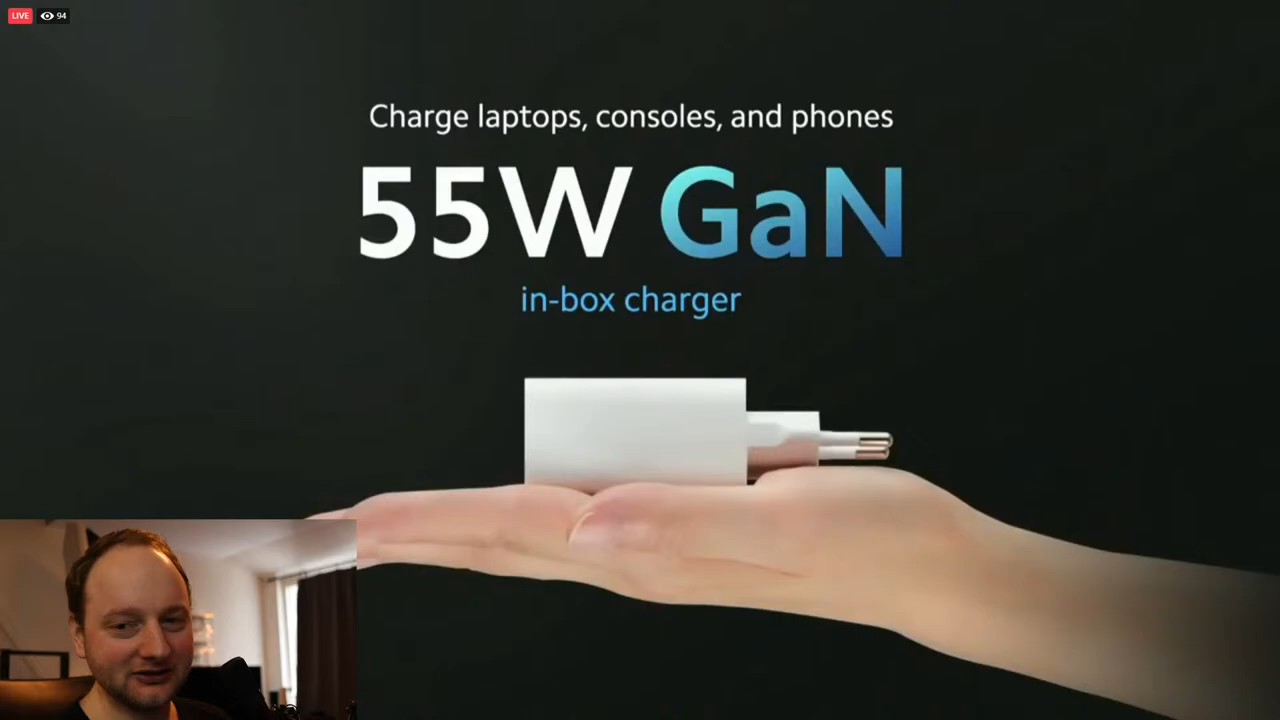 LIVE 94
Charge laptops, consoles, and phones
55W GaN
in-box charger